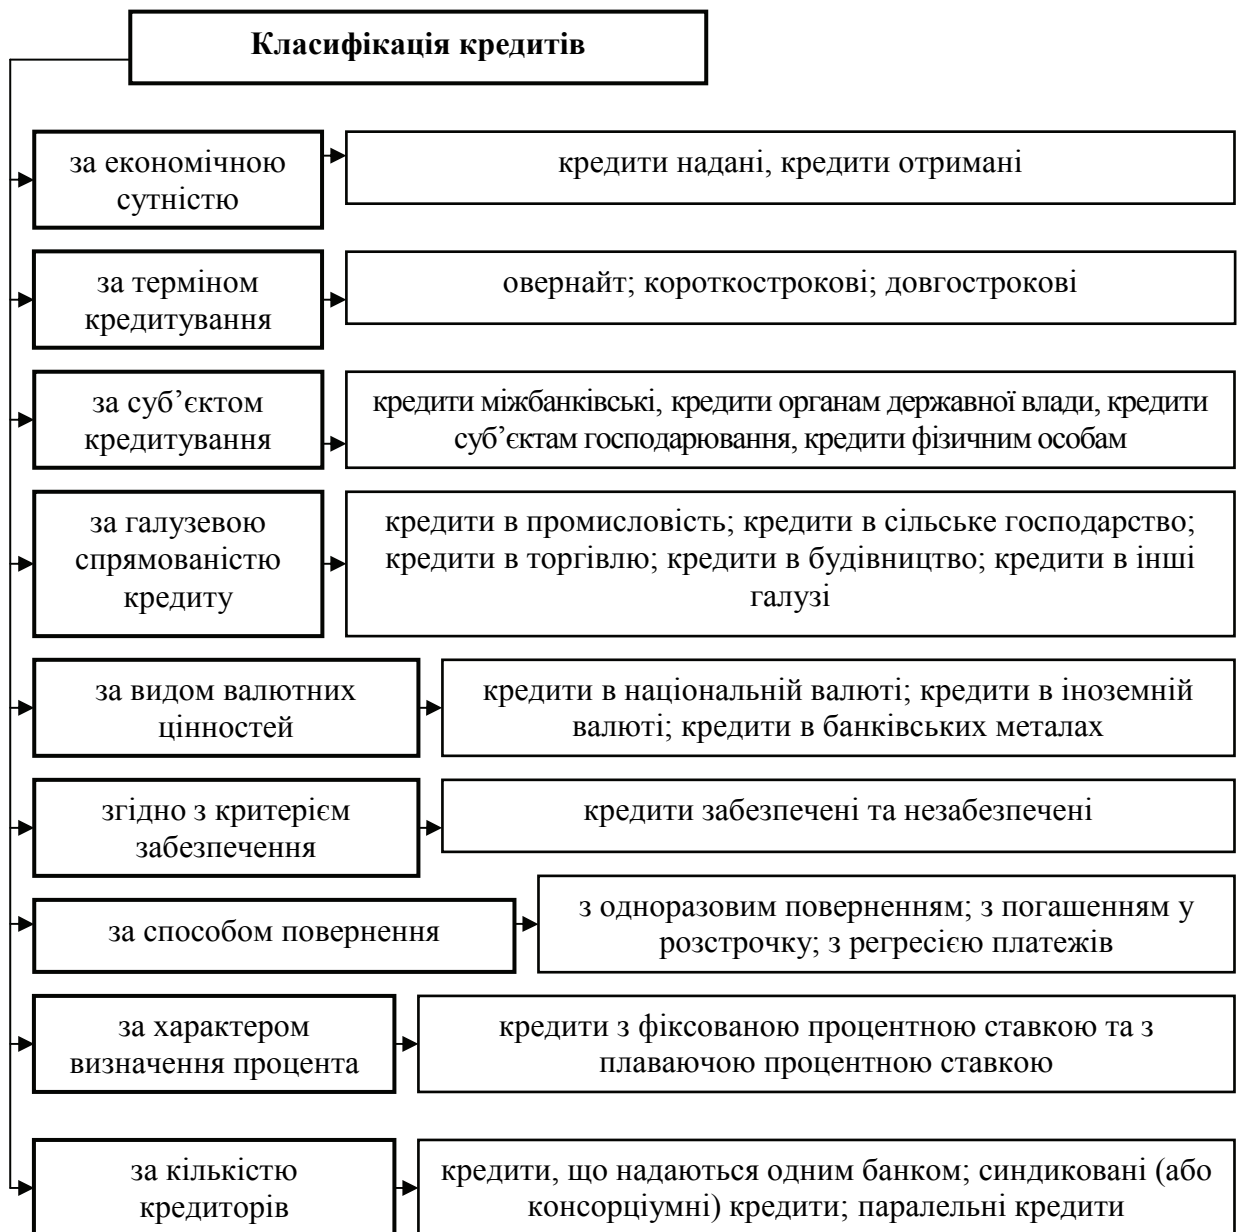 Класифікація кредитів
за економічною
сутністю
кредити надані, кредити отримані
за терміном
кредитування
овернайт; короткострокові; довгострокові
за суб’єктом
кредитування
кредити міжбанківські, кредити органам державної влади, кредити
суб’єктам господарювання, кредити фізичним особам
за галузевою
спрямованістю
кредиту
кредити в промисловість; кредити в сільське господарство;
кредити в торгівлю; кредити в будівництво; кредити в інші
галузі
за видом валютних
цінностей
кредити в національній валюті; кредити в іноземній
валюті; кредити в банківських металах
згідно з критерієм
забезпечення
кредити забезпечені та незабезпечені
за способом повернення
з одноразовим поверненням; з погашенням у
розстрочку; з регресією платежів
за характером
визначення процента
кредити з фіксованою процентною ставкою та з
плаваючою процентною ставкою
за кількістю
кредиторів
кредити, що надаються одним банком; синдиковані (або
консорціумні) кредити; паралельні кредити